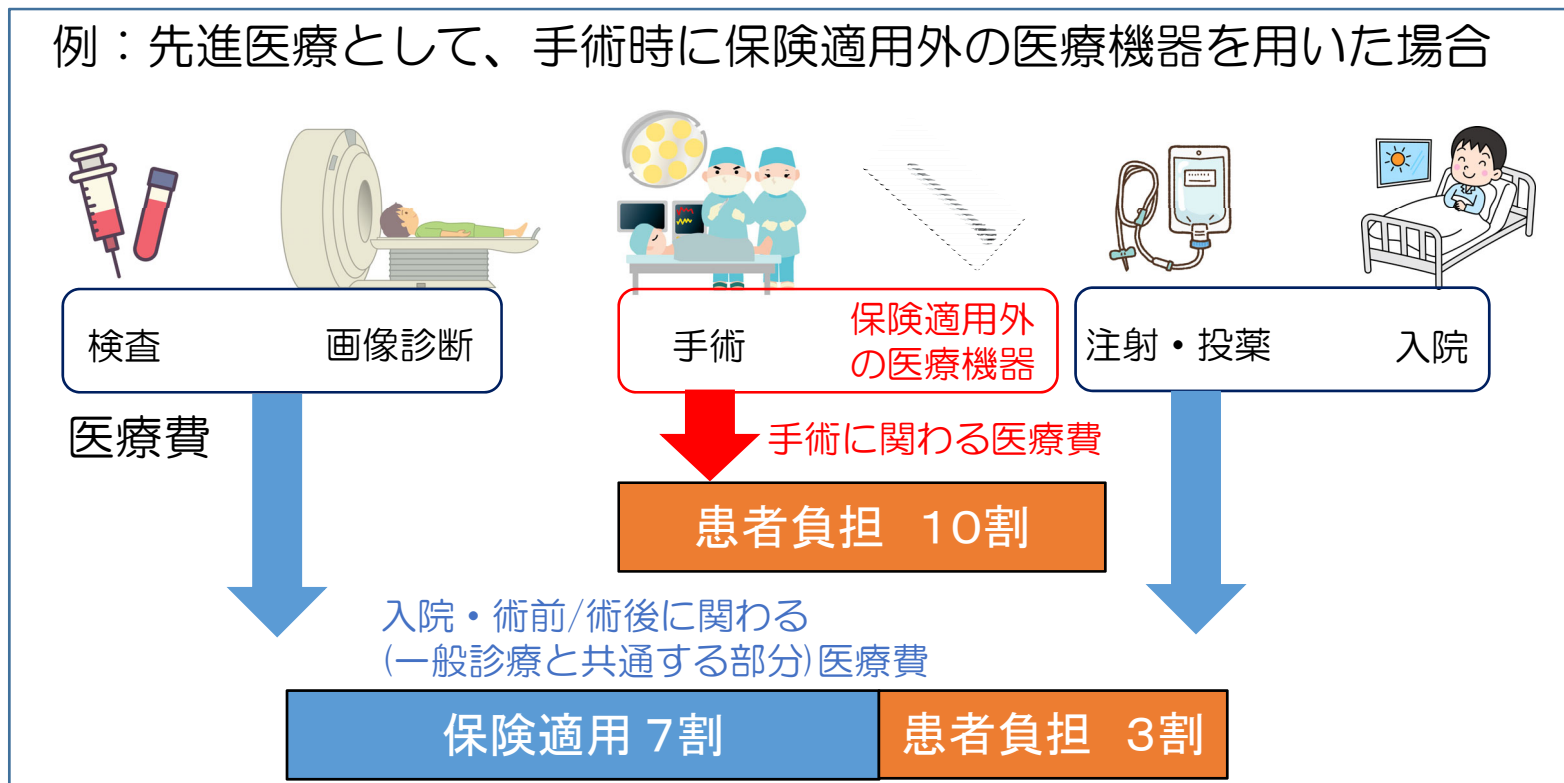 例：先進医療として、手術時に保険適用外の医療機器を用いた場合
検査
画像診断
手術
保険適用外
の医療機器
注射・投薬
入院
医療費
手術に関わる医療費
患者負担　１０割
入院・術前/術後に関わる
(一般診療と共通する部分)医療費
保険適用７割
患者負担　３割